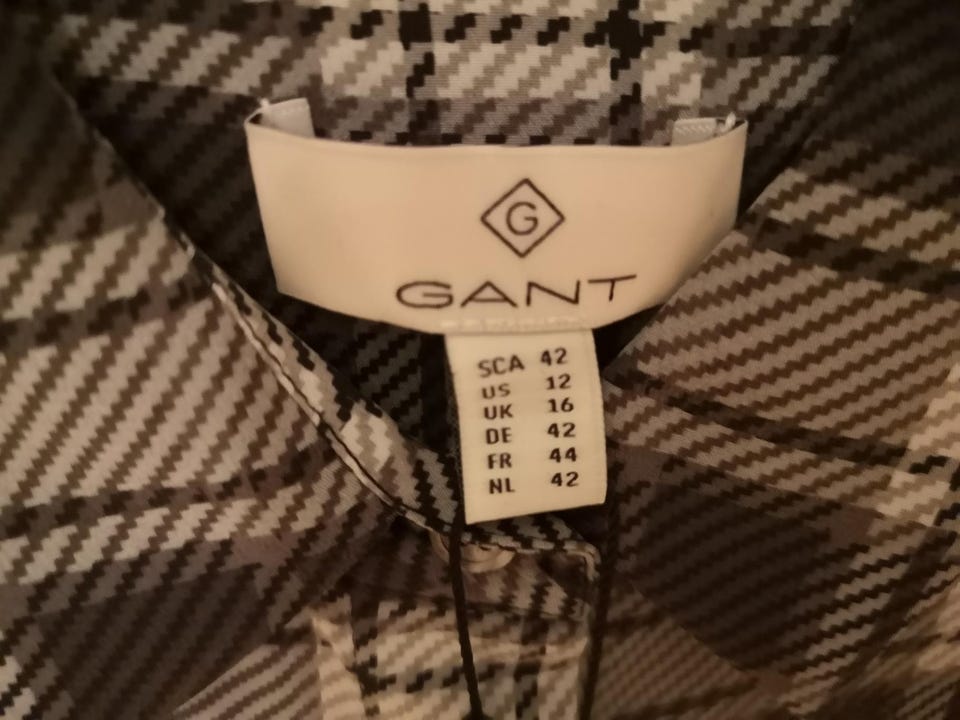 G
GANT
SCA 42
US 12
UK 16
DE 42
FR 44
NL 42